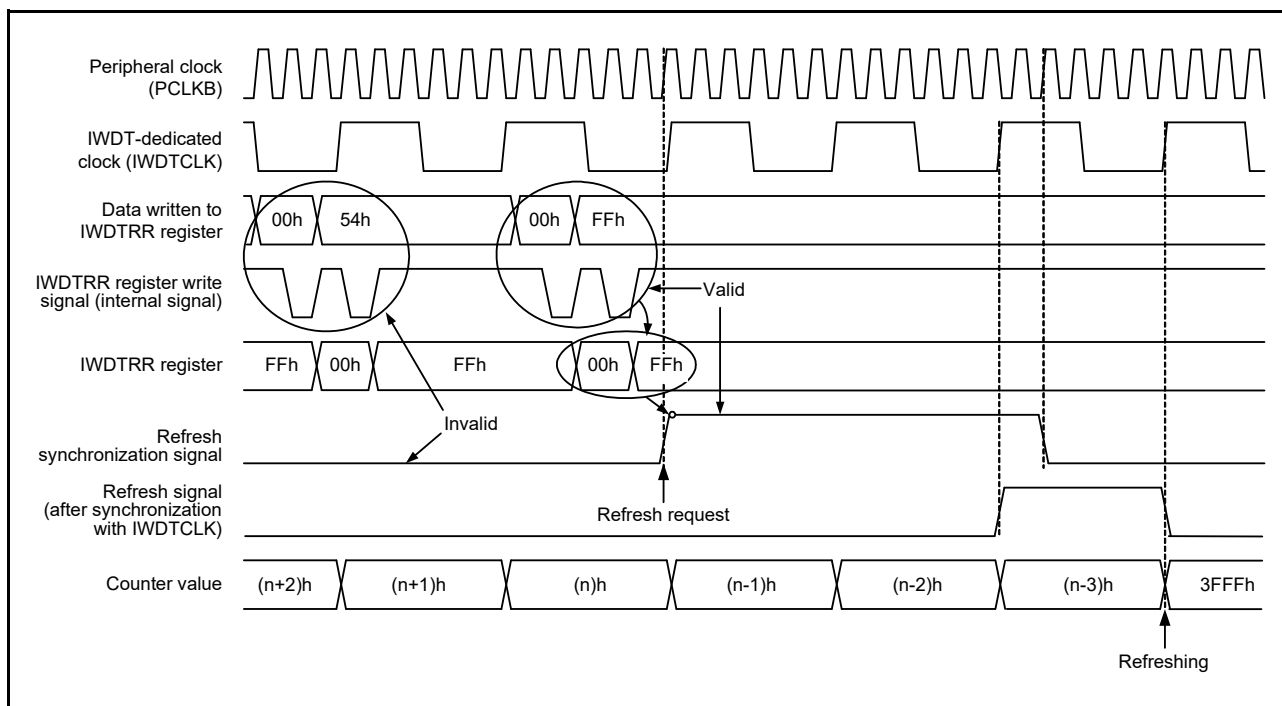 Peripheral clock
(PCLKB)
IWDT-dedicated
clock (IWDTCLK)
Data written to
IWDTRR register
00h
54h
00h
FFh
IWDTRR register write
signal (internal signal)
Valid
IWDTRR register
FFh
00h
FFh
00h
FFh
Invalid
Refresh
synchronization signal
Refresh signal
(after synchronization
with IWDTCLK)
Refresh request
Counter value
(n+2)h
(n+1)h
(n)h
(n-1)h
(n-2)h
(n-3)h
3FFFh
Refreshing